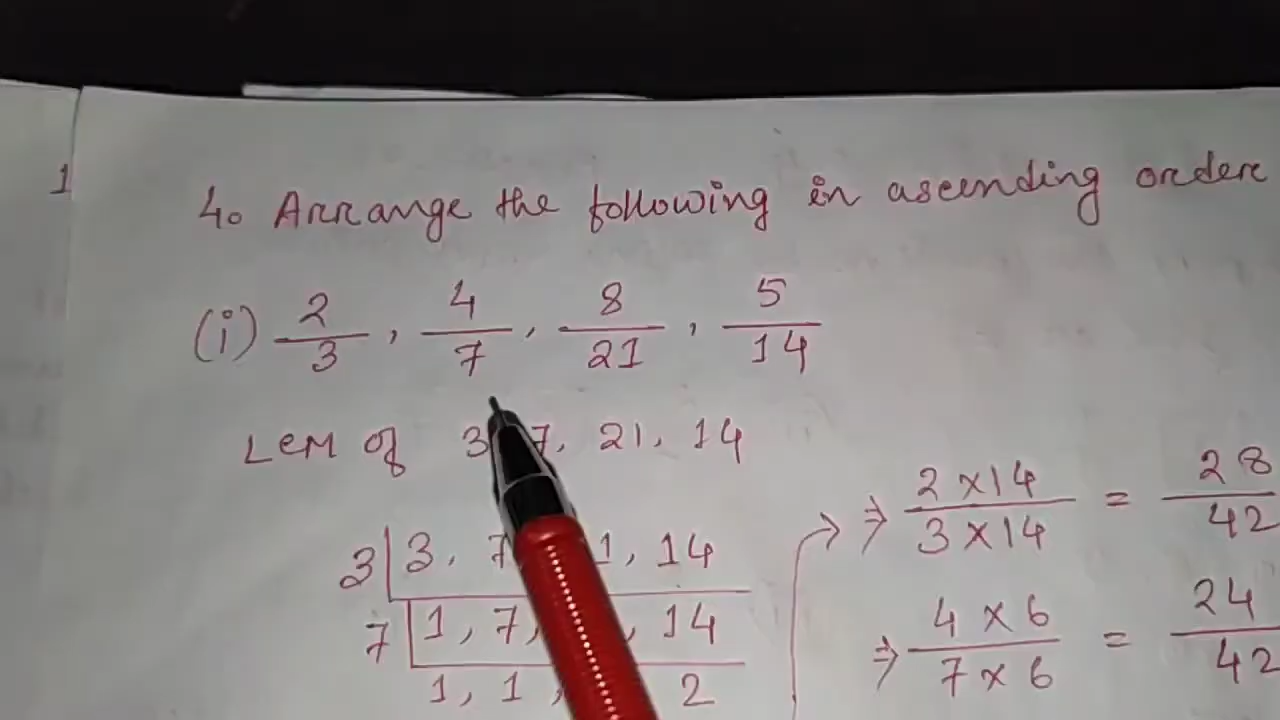 1
4. Arrange the following in ascending order
(i) 2/3 , 4/7 , 8/21 , 5/14
LCM of 3 7, 21, 14
3 | 3, 7 1, 14
7 | 1, 7, , 14
1, 1, 2
⇒ 2 × 14 / 3 × 14 = 28 / 42
⇒ 4 × 6 / 7 × 6 = 24 / 42